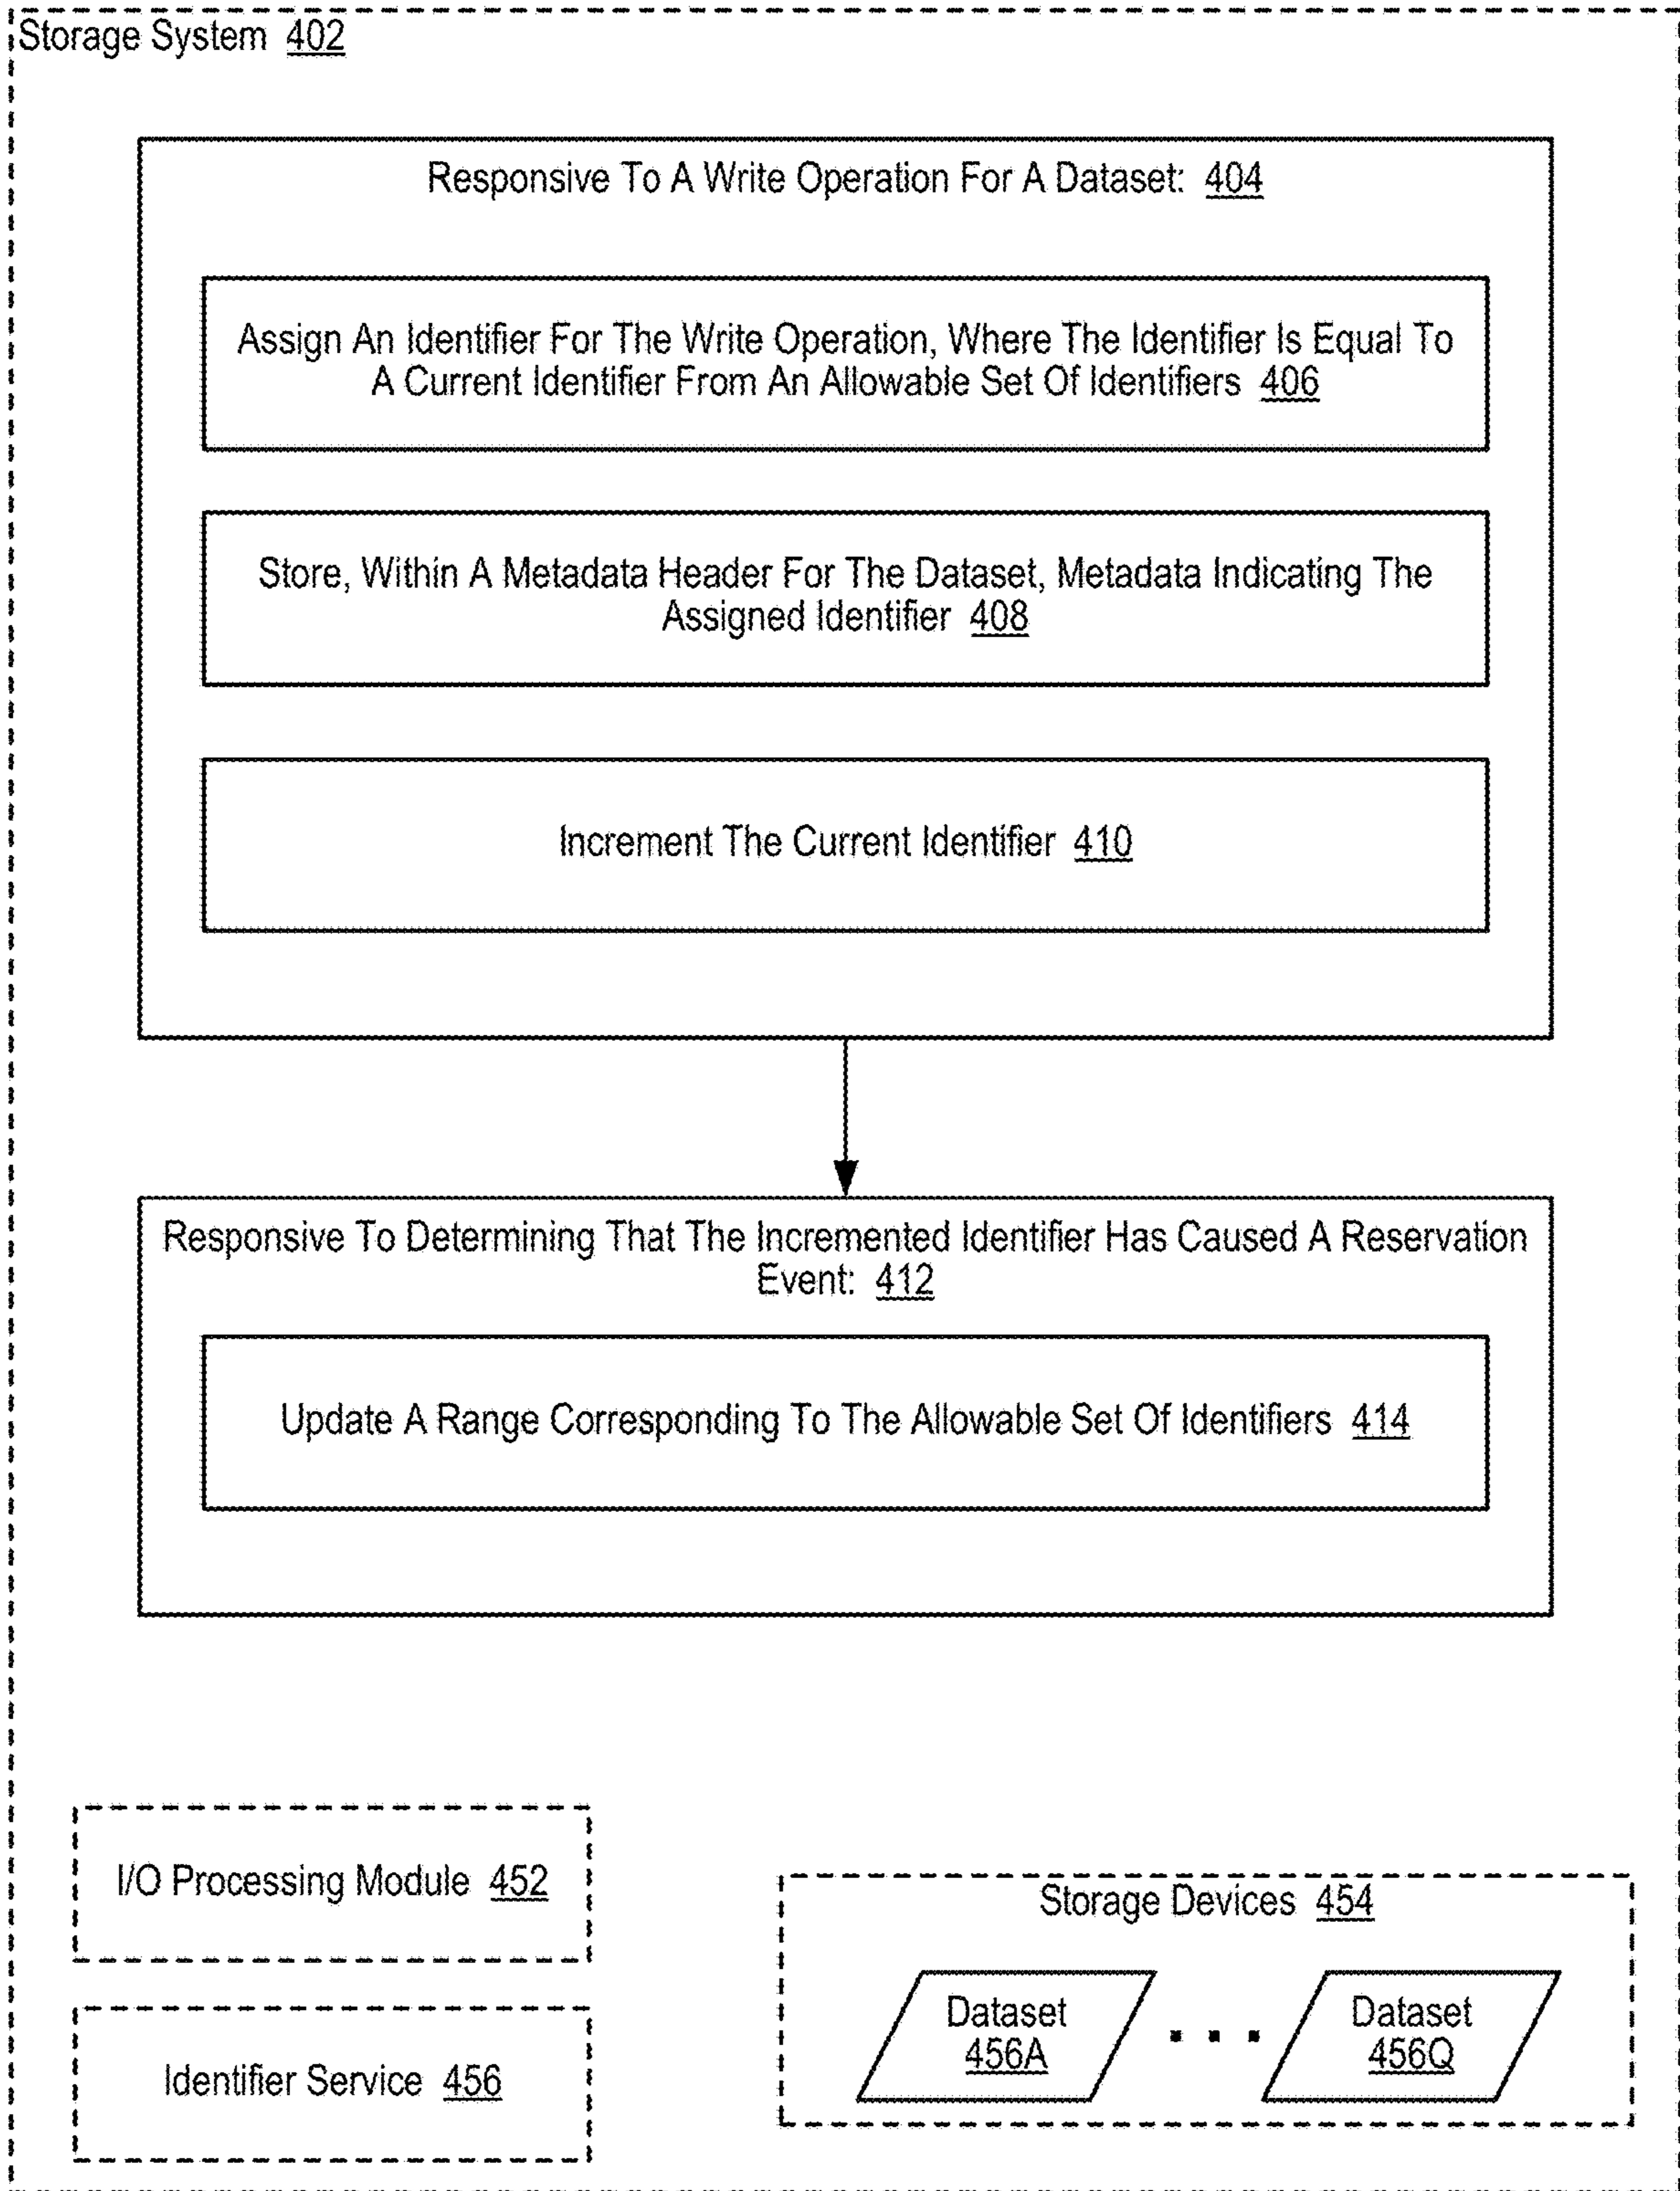 Storage System 402
Responsive To A Write Operation For A Dataset: 404
Assign An Identifier For The Write Operation, Where The Identifier Is Equal To
A Current Identifier From An Allowable Set Of Identifiers 406
Store, Within A Metadata Header For The Dataset, Metadata Indicating The
Assigned Identifier 408
Increment The Current Identifier 410
Responsive To Determining That The Incremented Identifier Has Caused A Reservation
Event: 412
Update A Range Corresponding To The Allowable Set Of Identifiers 414
I/O Processing Module 452
Identifier Service 456
Storage Devices 454
Dataset
456A
Dataset
456Q